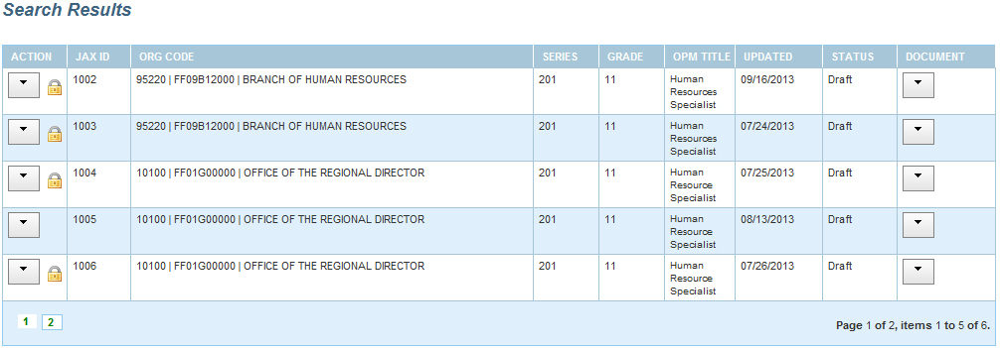 Search Results
ACTION JAX ID ORG CODE SERIES GRADE OPM TITLE UPDATED STATUS DOCUMENT
1002 95220 | FF09B12000 | BRANCH OF HUMAN RESOURCES 201 11 Human 09/16/2013 Draft
Resources
Specialist
1003 95220 | FF09B12000 | BRANCH OF HUMAN RESOURCES 201 11 Human 07/24/2013 Draft
Resources
Specialist
1004 10100 | FF01G00000 | OFFICE OF THE REGIONAL DIRECTOR 201 11 Human 07/25/2013 Draft
Resource
Specialist
1005 10100 | FF01G00000 | OFFICE OF THE REGIONAL DIRECTOR 201 11 Human 08/13/2013 Draft
Resource
Specialist
1006 10100 | FF01G00000 | OFFICE OF THE REGIONAL DIRECTOR 201 11 Human 07/26/2013 Draft
Resource
Specialist
1 2 Page 1 of 2, items 1 to 5 of 6.